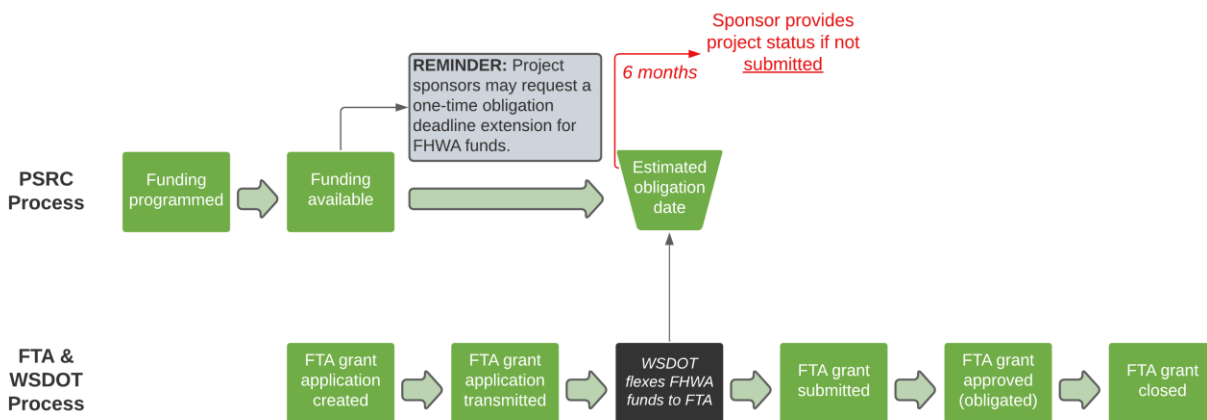 Sponsor provides
project status if not
submitted
6 months
REMINDER: Project
sponsors may request a
one-time obligation
deadline extension for
FHWA funds.
PSRC
Process
Funding
programmed
Funding
available
Estimated
obligation
date
FTA &
WSDOT
Process
FTA grant
application
created
FTA grant
application
transmitted
WSDOT
flexes FHWA
funds to FTA
FTA grant
submitted
FTA grant
approved
(obligated)
FTA grant
closed